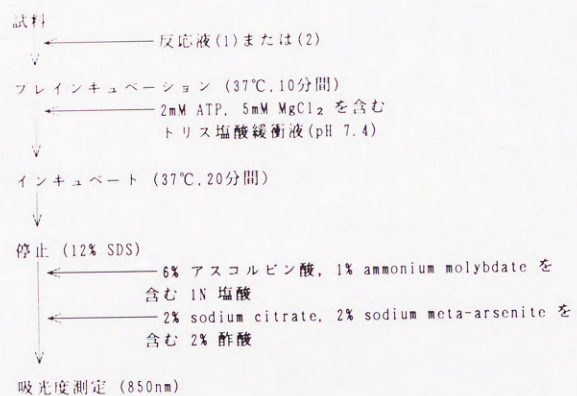 試料
反応液(1)または(2)
プレインキュベーション (37℃,10分間)
2mM ATP, 5mM MgCl₂ を含む
トリス塩酸緩衝液(pH 7.4)
インキュベート (37℃,20分間)
停止 (12% SDS)
6% アスコルビン酸, 1% ammonium molybdate を
含む 1N 塩酸
2% sodium citrate, 2% sodium meta-arsenite を
含む 2% 酢酸
吸光度測定 (850nm)